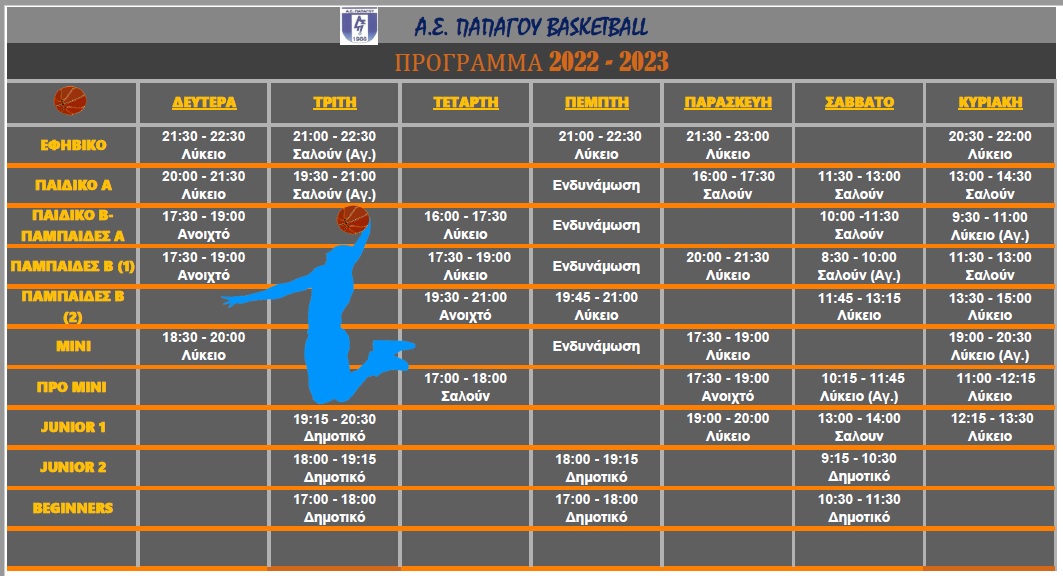 Α.Σ. ΠΑΠΑΓΟΥ BASKETBALL
ΠΡΟΓΡΑΜΜΑ 2022 - 2023
ΔΕΥΤΕΡΑ ΤΡΙΤΗ ΤΕΤΑΡΤΗ ΠΕΜΠΤΗ ΠΑΡΑΣΚΕΥΗ ΣΑΒΒΑΤΟ ΚΥΡΙΑΚΗ
ΕΦΗΒΙΚΟ
21:30 - 22:30 21:00 - 22:30 21:00 - 22:30 21:30 - 23:00 20:30 - 22:00
Λύκειο Σαλούν (Αγ.) Λύκειο Λύκειο Λύκειο
ΠΑΙΔΙΚΟ Α
20:00 - 21:30 19:30 - 21:00 Ενδυνάμωση 16:00 - 17:30 11:30 - 13:00 13:00 - 14:30
Λύκειο Σαλούν (Αγ.) Σαλούν Σαλούν Σαλούν
ΠΑΙΔΙΚΟ Β-
ΠΑΜΠΑΙΔΕΣ Α
17:30 - 19:00 16:00 - 17:30 Ενδυνάμωση 10:00 -11:30 9:30 - 11:00
Ανοιχτό Λύκειο Σαλούν Λύκειο (Αγ.)
ΠΑΜΠΑΙΔΕΣ Β (1)
17:30 - 19:00 17:30 - 19:00 Ενδυνάμωση 20:00 - 21:30 8:30 - 10:00 11:30 - 13:00
Ανοιχτό Λύκειο Λύκειο Σαλούν (Αγ.) Σαλούν
ΠΑΜΠΑΙΔΕΣ Β
(2)
19:30 - 21:00 19:45 - 21:00 11:45 - 13:15 13:30 - 15:00
Ανοιχτό Λύκειο Λύκειο Λύκειο
ΜΙΝΙ
18:30 - 20:00 Ενδυνάμωση 17:30 - 19:00 19:00 - 20:30
Λύκειο Λύκειο Λύκειο (Αγ.)
ΠΡΟ ΜΙΝΙ
17:00 - 18:00 17:30 - 19:00 10:15 - 11:45 11:00 -12:15
Σαλούν Ανοιχτό Λύκειο (Αγ.) Λύκειο
JUNIOR 1
19:15 - 20:30 19:00 - 20:00 13:00 - 14:00 12:15 - 13:30
Δημοτικό Λύκειο Σαλουν Λύκειο
JUNIOR 2
18:00 - 19:15 18:00 - 19:15 9:15 - 10:30
Δημοτικό Δημοτικό Δημοτικό
BEGINNERS
17:00 - 18:00 17:00 - 18:00 10:30 - 11:30
Δημοτικό Δημοτικό Δημοτικό